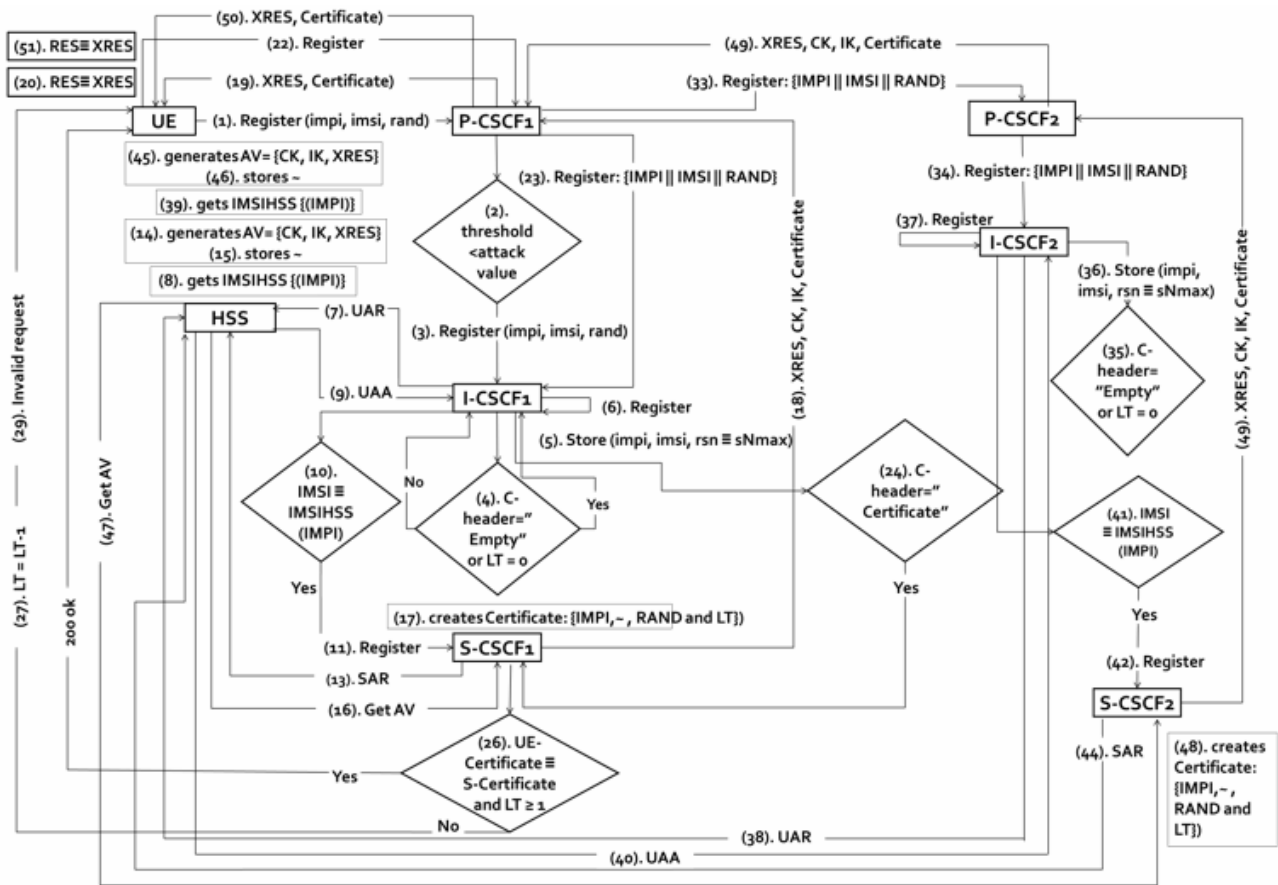 (50). XRES, Certificate)
(51). RES≡ XRES
(22). Register
(49). XRES, CK, IK, Certificate
(20). RES≡ XRES
(19). XRES, Certificate)
(33). Register: {IMPI || IMSI || RAND}
UE
(1). Register (impi, imsi, rand)
P-CSCF1
P-CSCF2
(45). generates AV= {CK, IK, XRES}
(46). stores ~
(39). gets IMSIHSS {(IMPI)}
(14). generates AV= {CK, IK, XRES}
(15). stores ~
(8). gets IMSIHSS {(IMPI)}
(23). Register: {IMPI || IMSI || RAND}
(34). Register: {IMPI || IMSI || RAND}
(2).
threshold
<attack
value
(37). Register
I-CSCF2
(36). Store (impi,
imsi, rsn ≡ sNmax)
HSS
(7). UAR
(3). Register (impi, imsi, rand)
(18). XRES, CK, IK, Certificate
(49). XRES, CK, IK, Certificate
(35). C-
header=
"Empty"
or LT = 0
(29). Invalid request
(9). UAA
I-CSCF1
(6). Register
(5). Store (impi, imsi, rsn ≡ sNmax)
(10).
IMSI ≡
IMSIHSS
(IMPI)
No
(4). C-
header="
Empty"
or LT = 0
Yes
(24). C-
header="
Certificate"
(41). IMSI
≡ IMSIHSS
(IMPI)
(47). Get AV
(27). LT = LT-1
200 ok
Yes
Yes
Yes
(17). creates Certificate: {IMPI,~ , RAND and LT})
(11). Register
S-CSCF1
(42). Register
(13). SAR
S-CSCF2
(16). Get AV
(26). UE-
Certificate ≡
S-Certificate
and LT ≥ 1
Yes
No
(44). SAR
(48). creates
Certificate:
{IMPI,~ ,
RAND and
LT})
(38). UAR
(40). UAA